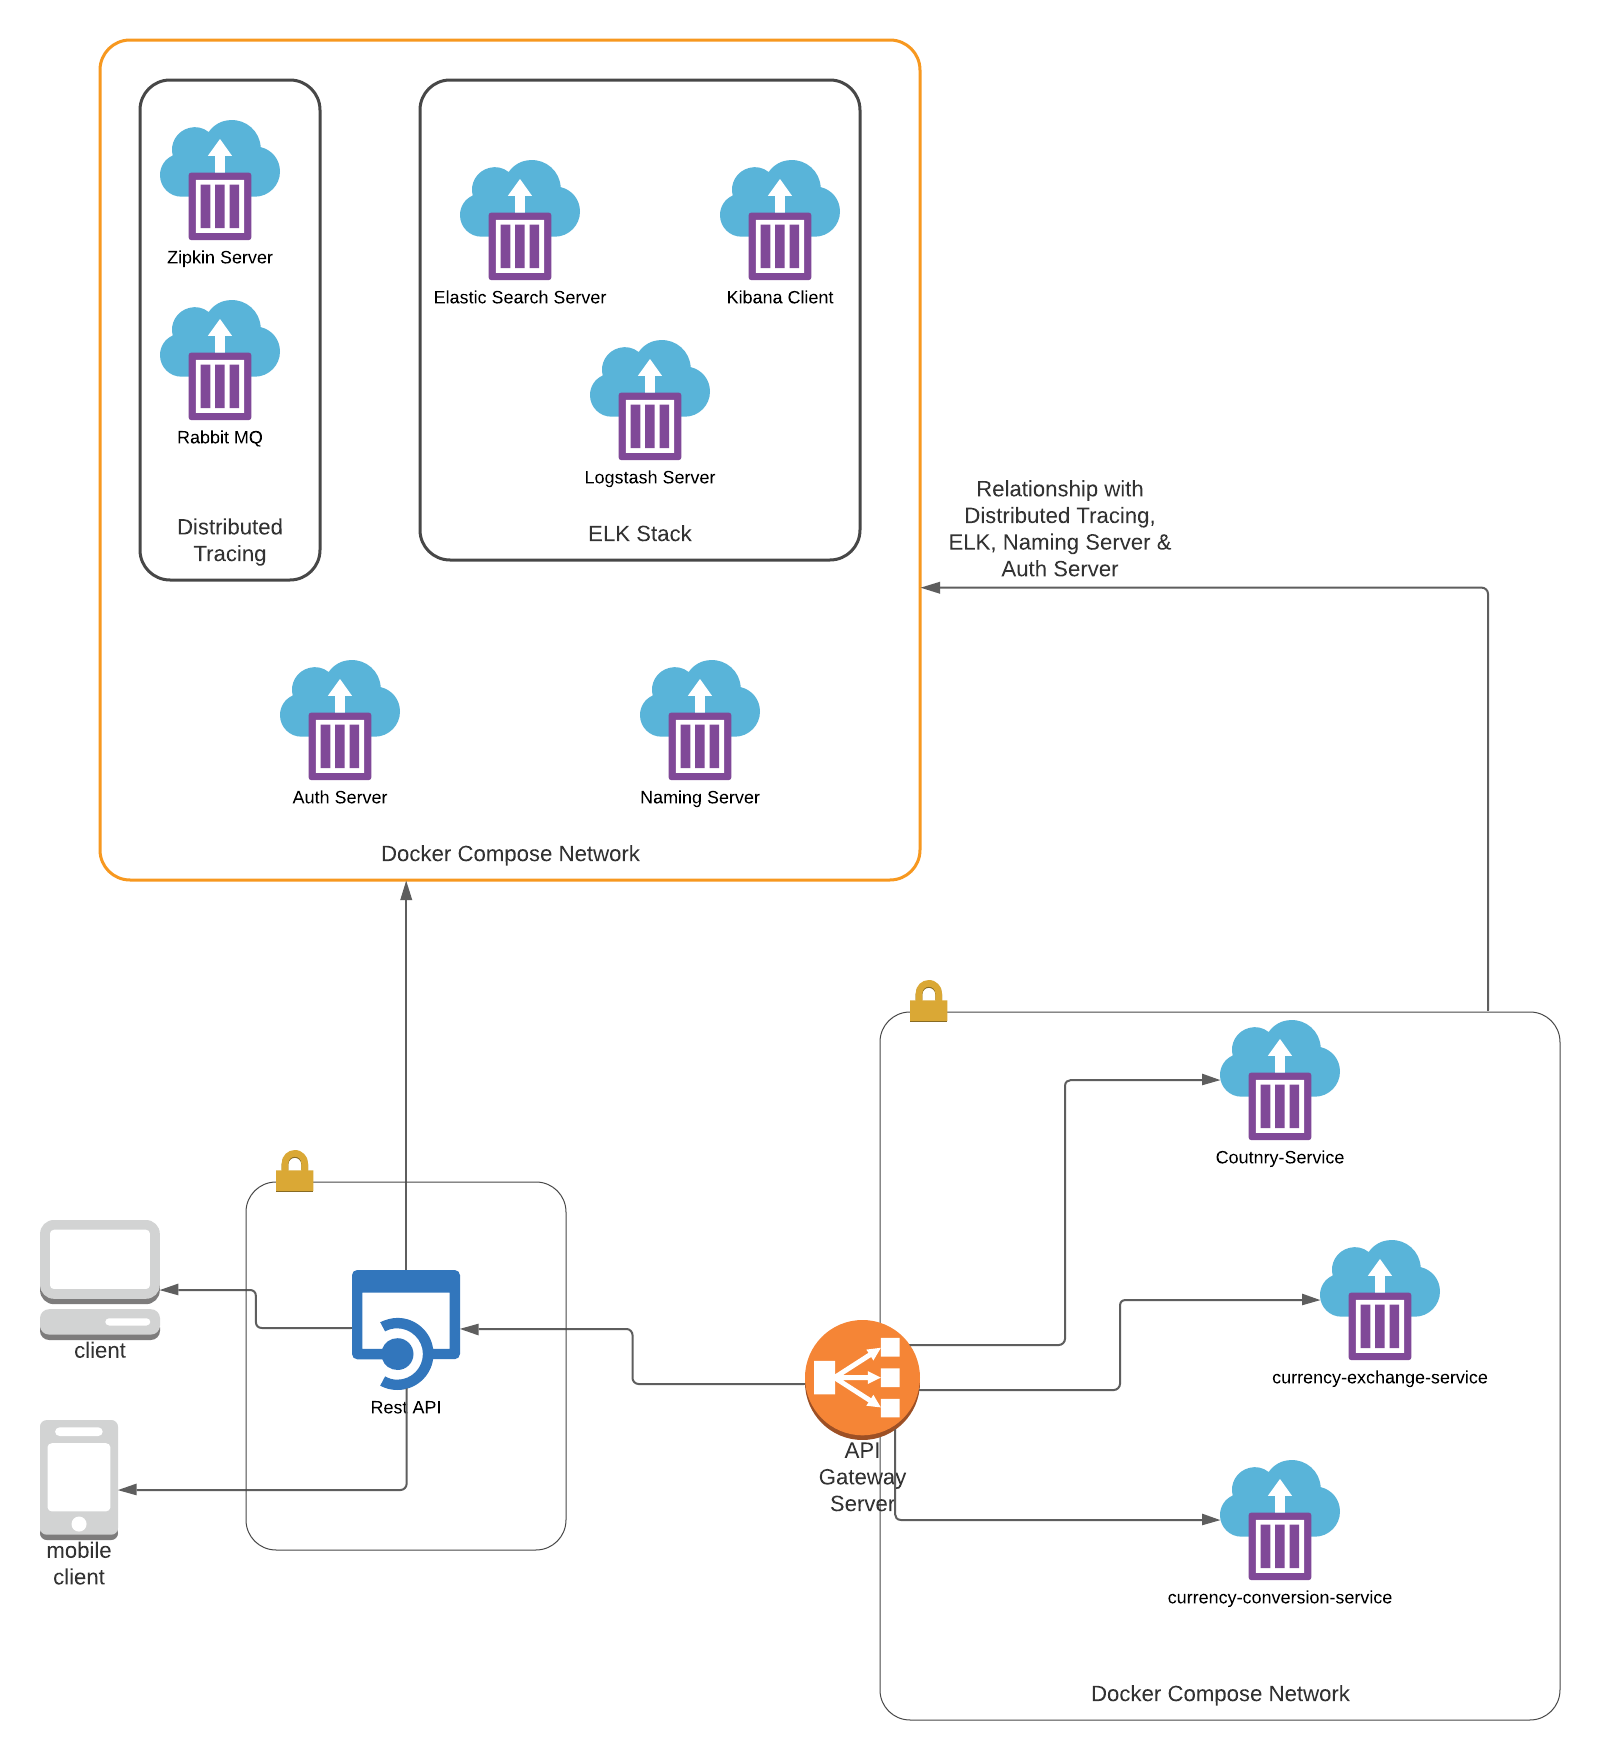 Zipkin Server
Rabbit MQ
Distributed
Tracing
Elastic Search Server
Kibana Client
Logstash Server
ELK Stack
Auth Server
Naming Server
Docker Compose Network
Relationship with
Distributed Tracing,
ELK, Naming Server &
Auth Server
client
mobile
client
Rest API
API
Gateway
Server
Coutnry-Service
currency-exchange-service
currency-conversion-service
Docker Compose Network